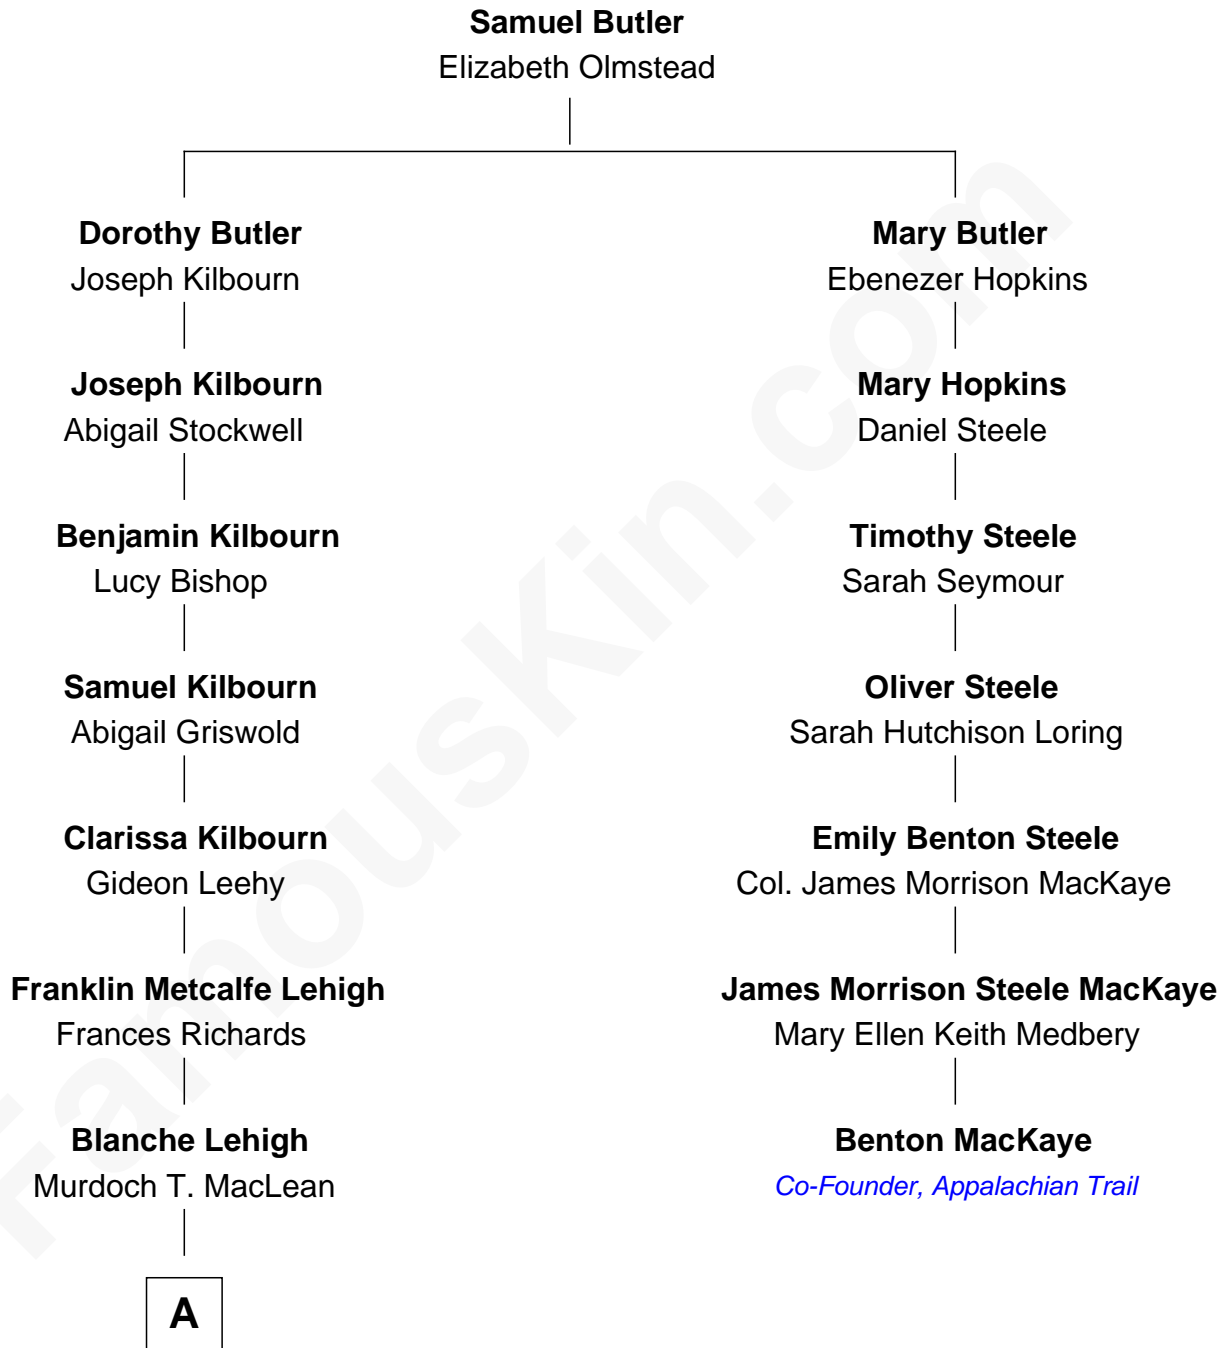 Samuel Butler
Elizabeth Olmstead
Dorothy Butler
Joseph Kilbourn
Mary Butler
Ebenezer Hopkins
Joseph Kilbourn
Abigail Stockwell
Mary Hopkins
Daniel Steele
Benjamin Kilbourn
Lucy Bishop
Timothy Steele
Sarah Seymour
Samuel Kilbourn
Abigail Griswold
Oliver Steele
Sarah Hutchison Loring
Clarissa Kilbourn
Gideon Leehy
Emily Benton Steele
Col. James Morrison MacKaye
Franklin Metcalfe Lehigh
Frances Richards
James Morrison Steele MacKaye
Mary Ellen Keith Medbery
Blanche Lehigh
Murdoch T. MacLean
Benton MacKaye
Co-Founder, Appalachian Trail
A
FamousKin.com